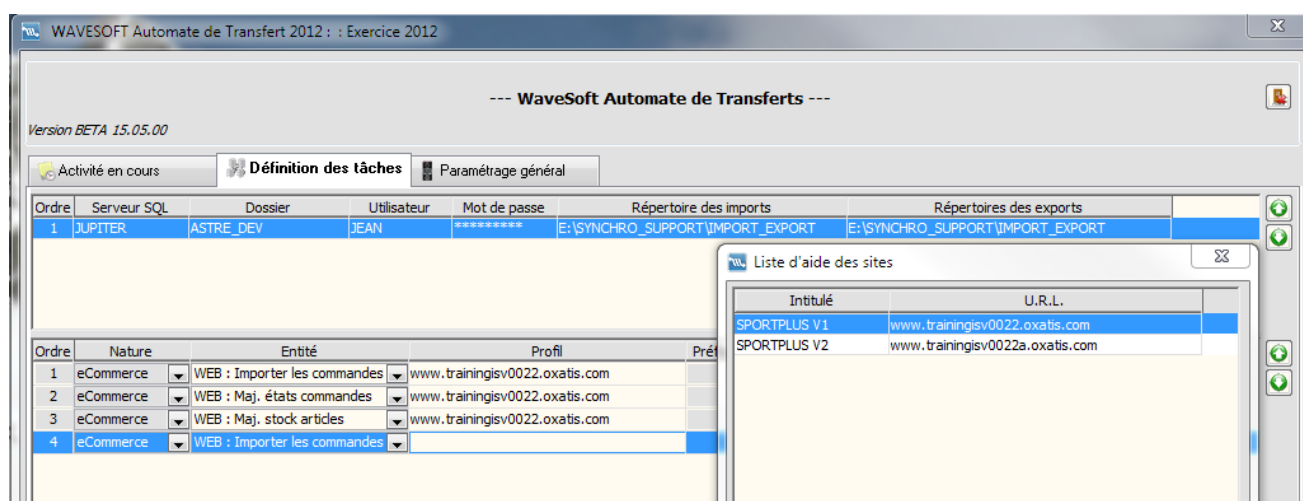 WAVESOFT Automate de Transfert 2012 : : Exercice 2012
--- WaveSoft Automate de Transferts ---
Version BETA 15.05.00
Activité en cours Définition des tâches Paramétrage général
Ordre Serveur SQL Dossier Utilisateur Mot de passe Répertoire des imports Répertoires des exports
1 JUPITER ASTRE_DEV JEAN ********* E:\SYNCHRO_SUPPORT\IMPORT_EXPORT E:\SYNCHRO_SUPPORT\IMPORT_EXPORT
Liste d'aide des sites
Intitulé U.R.L.
SPORTPLUS V1 www.trainingisv0022.oxatis.com
SPORTPLUS V2 www.trainingisv0022a.oxatis.com
Ordre Nature Entité Profil Préf
1 eCommerce WEB : Importer les commandes www.trainingisv0022.oxatis.com
2 eCommerce WEB : Maj. états commandes www.trainingisv0022.oxatis.com
3 eCommerce WEB : Maj. stock articles www.trainingisv0022.oxatis.com
4 eCommerce WEB : Importer les commandes